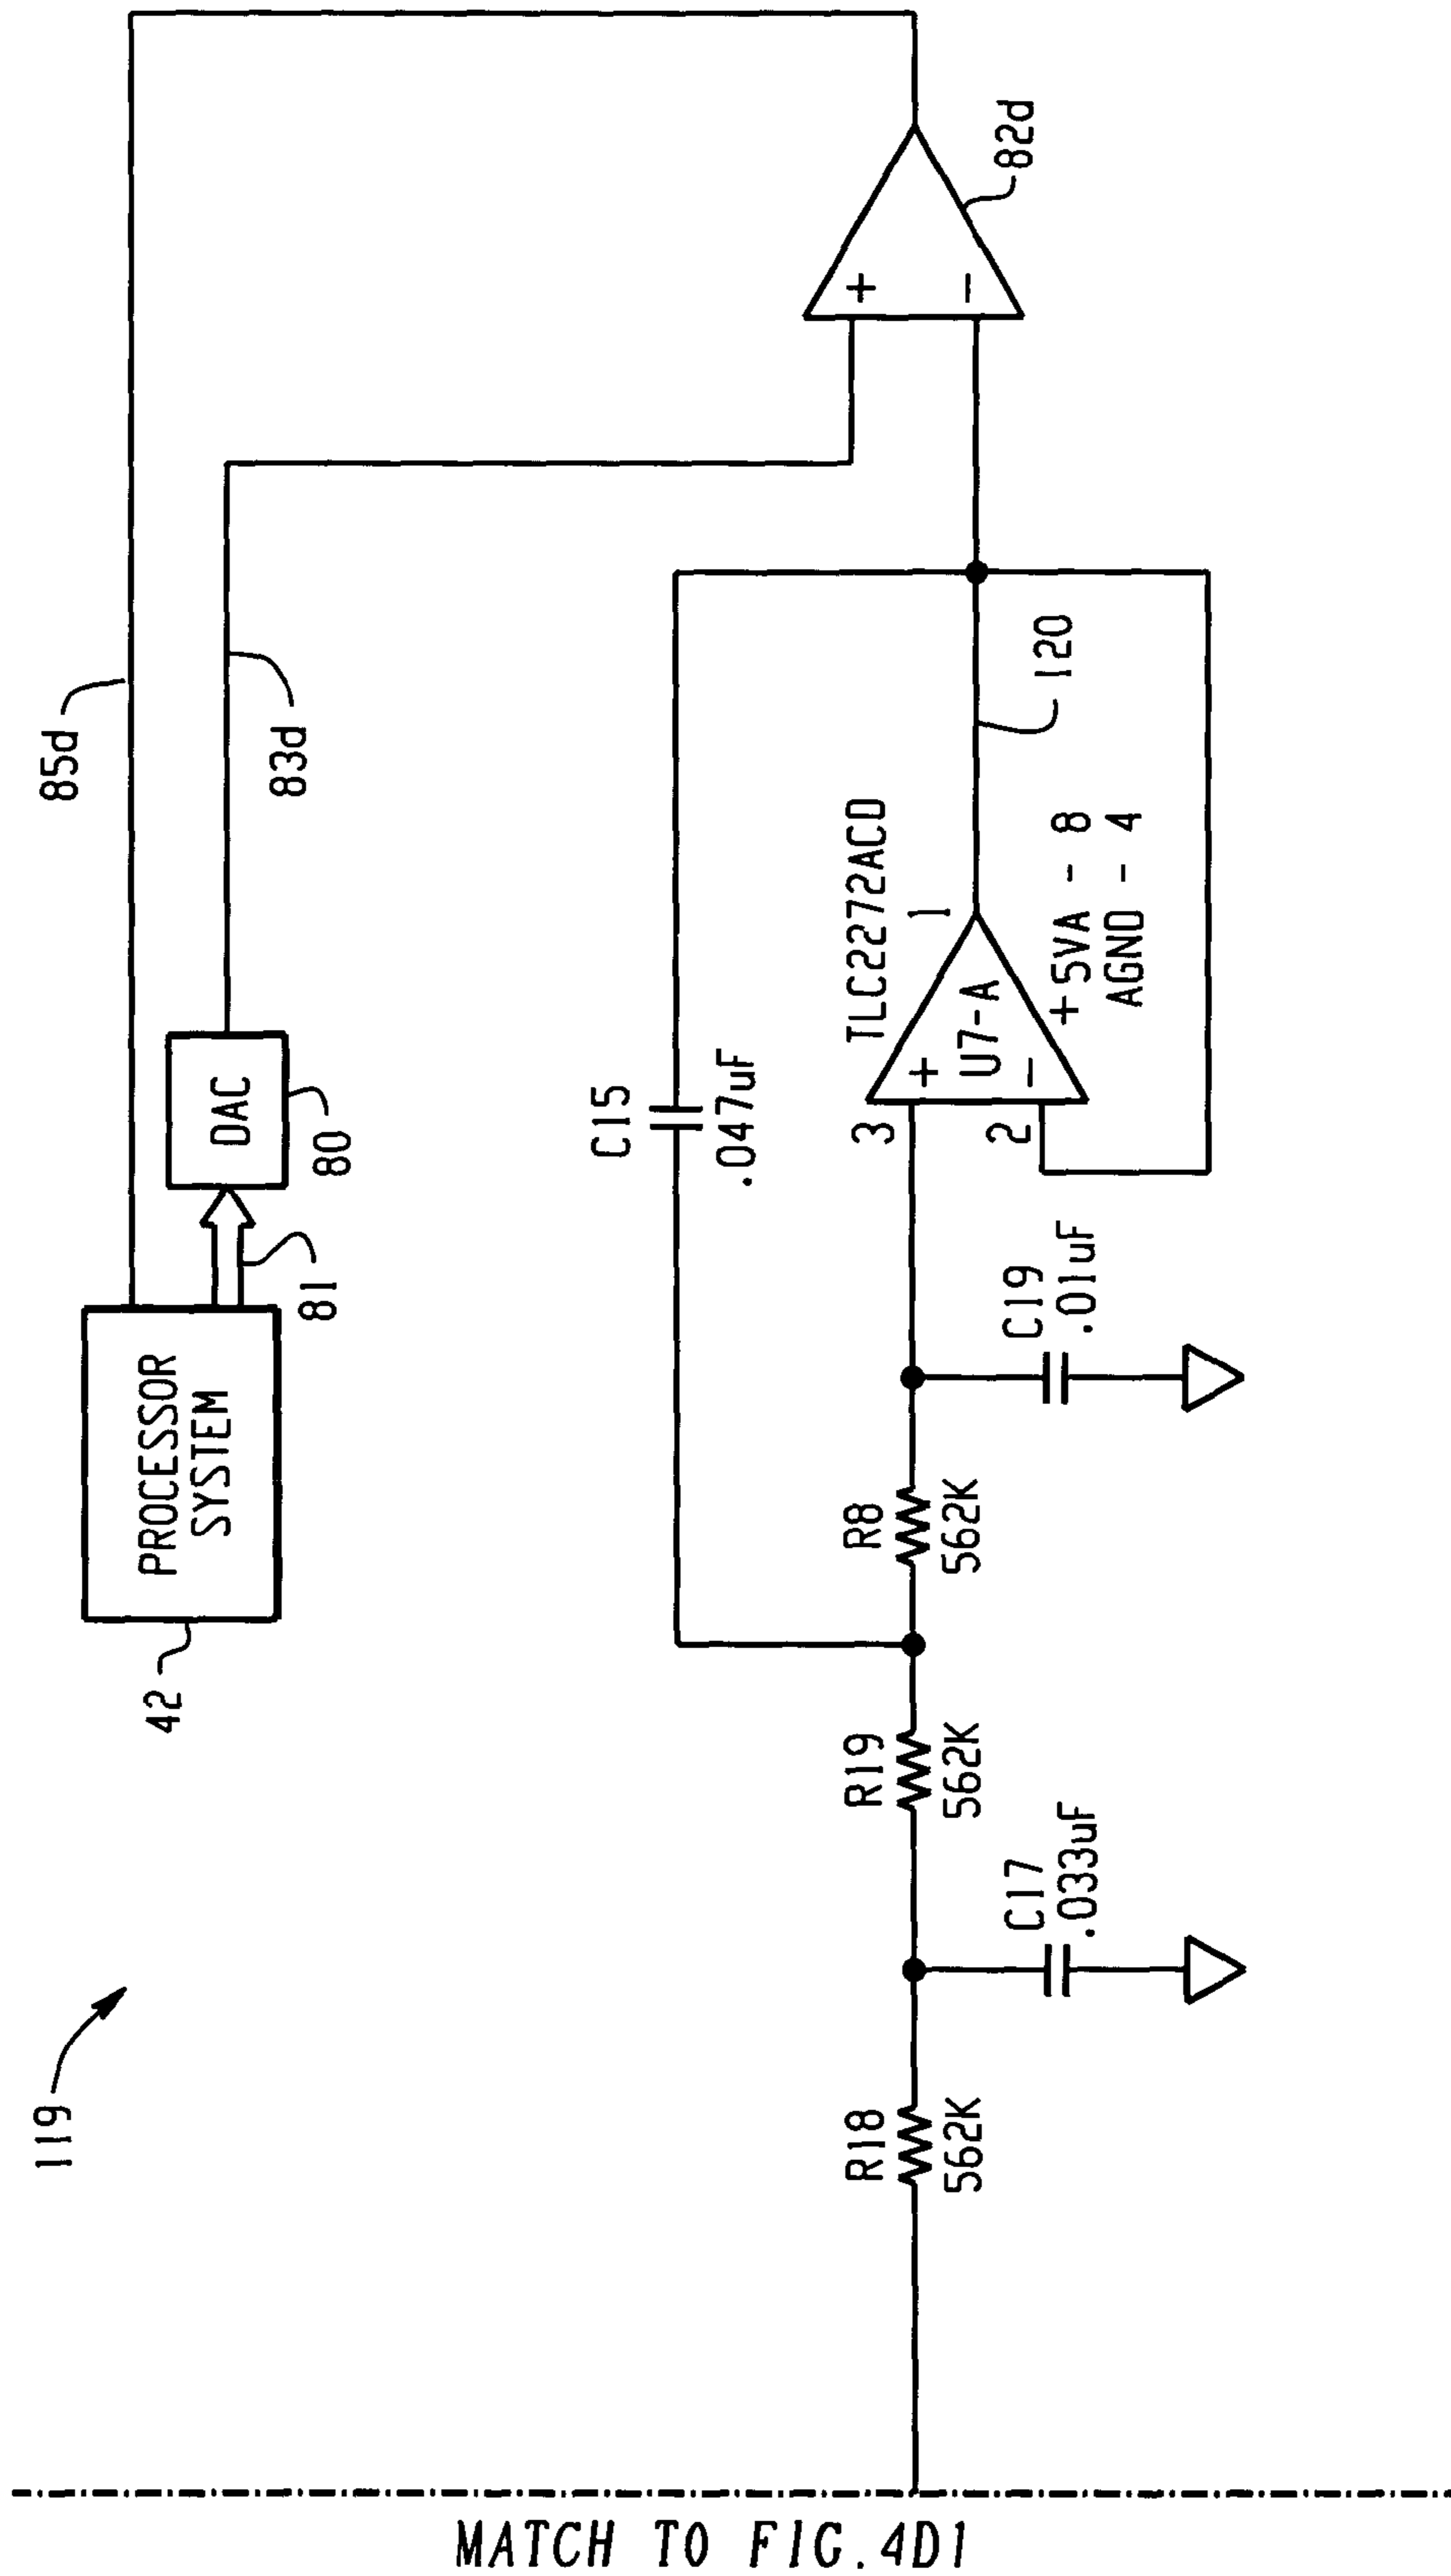 119
42
PROCESSOR
SYSTEM
81
DAC
80
85d
83d
82d
C15
.047uF
R18
562K
C17
.033uF
R19
562K
R8
562K
C19
.01uF
3
2
+
U7-A
-
TLC2272ACD
1
+5VA - 8
AGND - 4
120
+
-
MATCH TO FIG.4D1